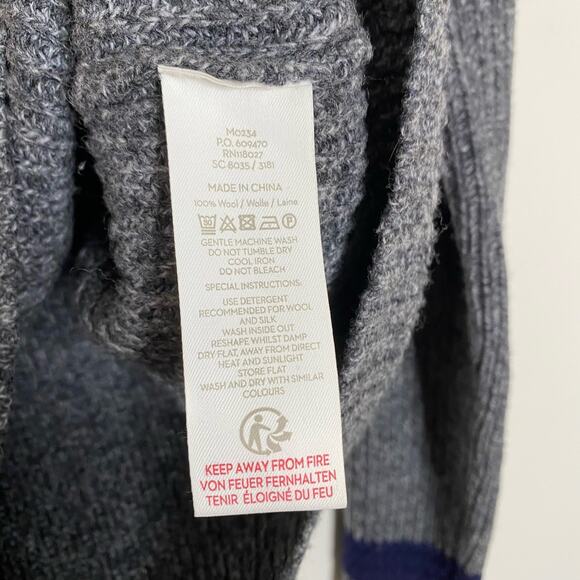 M0234
P.O. 609470
RN118027
SC 8035 / 3181
MADE IN CHINA
100% Wool / Wolle / Laine
GENTLE MACHINE WASH
DO NOT TUMBLE DRY
COOL IRON
DO NOT BLEACH
SPECIAL INSTRUCTIONS:
USE DETERGENT
RECOMMENDED FOR WOOL
AND SILK
WASH INSIDE OUT
RESHAPE WHILST DAMP
DRY FLAT, AWAY FROM DIRECT
HEAT AND SUNLIGHT
STORE FLAT
WASH AND DRY WITH SIMILAR
COLOURS
KEEP AWAY FROM FIRE
VON FEUER FERNHALTEN
TENIR ÉLOIGNÉ DU FEU